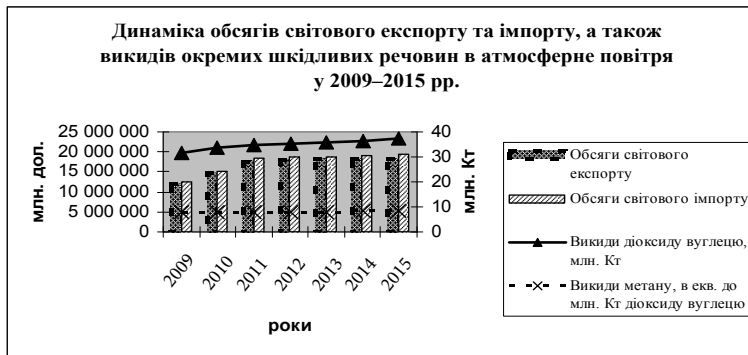 Динаміка обсягів світового експорту та імпорту, а також
викидів окремих шкідливих речовин в атмосферне повітря
у 2009–2015 рр.
млн. дол.
25 000 000
20 000 000
15 000 000
10 000 000
5 000 000
0
40
30
20
10
0
млн. Кт
2009
2010
2011
2012
2013
2014
2015
роки
Обсяги світового
експорту
Обсяги світового імпорту
Викиди діоксиду вуглецю,
млн. Кт
Викиди метану, в екв. до
млн. Кт діоксиду вуглецю